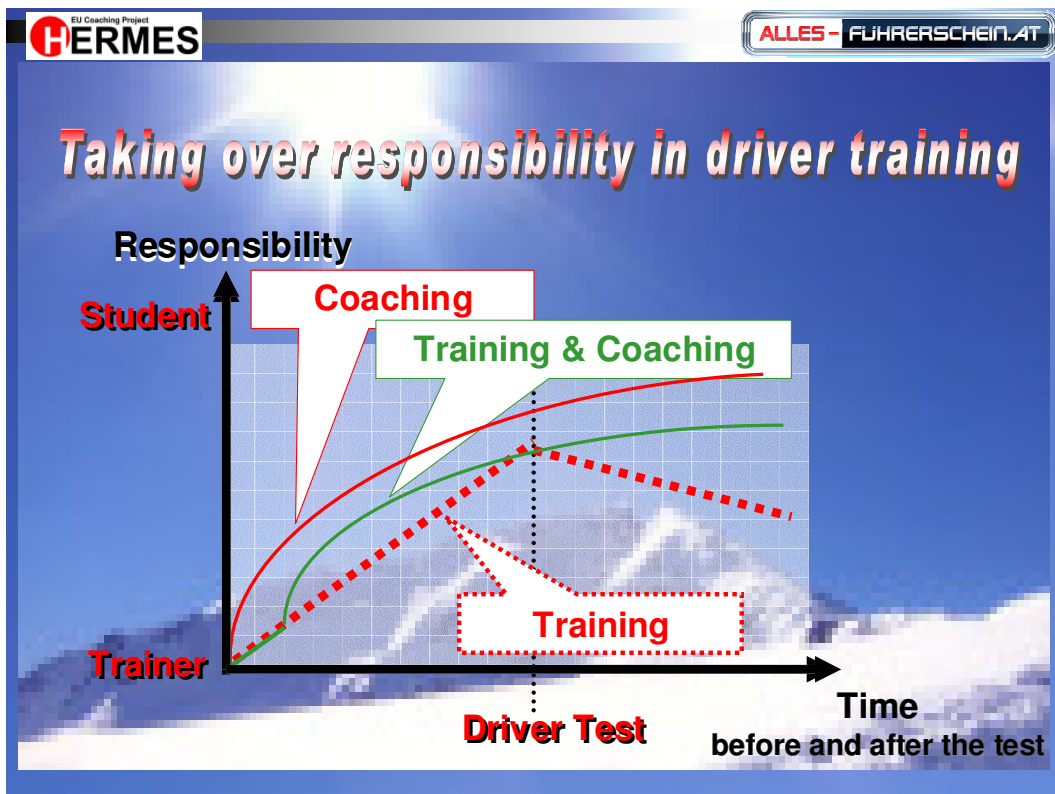 EU Coaching Project
HERMES
ALLES - FÜHRERSCHEIN.AT
Taking over responsibility in driver training
Responsibility
Student
Coaching
Training & Coaching
Training
Trainer
Driver Test
Time
before and after the test